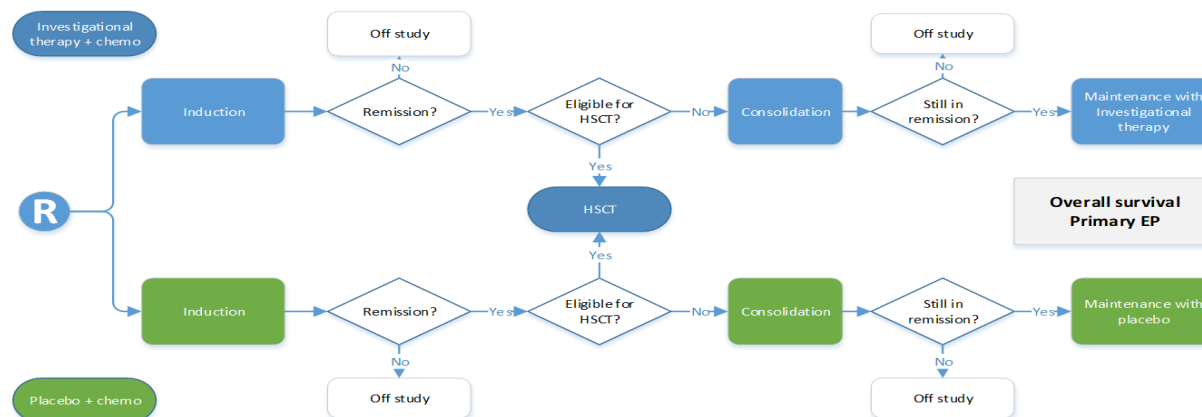 Investigational
therapy + chemo
Off study
Off study
No
No
Induction
Remission?
Yes
Eligible for
HSCT?
No
Consolidation
Still in
remission?
Yes
Maintenance with
Investigational
therapy
Yes
R
HSCT
Overall survival
Primary EP
Yes
Induction
Remission?
Yes
Eligible for
HSCT?
No
Consolidation
Still in
remission?
Yes
Maintenance with
placebo
No
No
Placebo + chemo
Off study
Off study